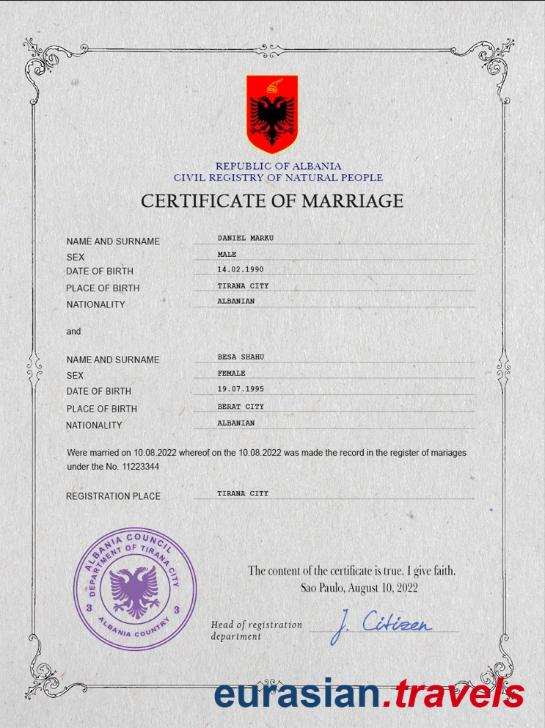 REPUBLIC OF ALBANIA
CIVIL REGISTRY OF NATURAL PEOPLE
CERTIFICATE OF MARRIAGE
NAME AND SURNAME DANIEL MARKU
SEX MALE
DATE OF BIRTH 14.02.1990
PLACE OF BIRTH TIRANA CITY
NATIONALITY ALBANIAN
and
NAME AND SURNAME BESA SHAHU
SEX FEMALE
DATE OF BIRTH 19.07.1995
PLACE OF BIRTH BERAT CITY
NATIONALITY ALBANIAN
Were married on 10.08.2022 whereof on the 10.08.2022 was made the record in the register of mariages
under the No. 11223344
REGISTRATION PLACE TIRANA CITY
ALBANIA COUNCIL
DEPARTMENT OF TIRANA CITY
3 3
ALBANIA COUNTRY
The content of the certificate is true. I give faith.
Sao Paulo, August 10, 2022
Head of registration
department
J. Citizen
eurasian.travels